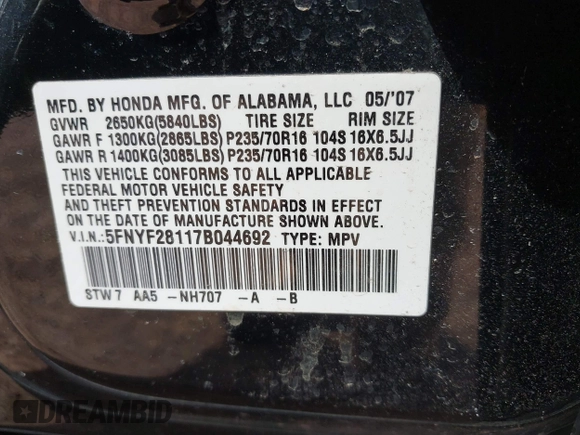 MFD. BY HONDA MFG. OF ALABAMA, LLC 05/'07
GVWR 2650KG(5840LBS) TIRE SIZE RIM SIZE
GAWR F 1300KG(2865LBS) P235/70R16 104S 16X6.5JJ
GAWR R 1400KG(3085LBS) P235/70R16 104S 16X6.5JJ
THIS VEHICLE CONFORMS TO ALL APPLICABLE
FEDERAL MOTOR VEHICLE SAFETY
AND THEFT PREVENTION STANDARDS IN EFFECT
ON THE DATE OF MANUFACTURE SHOWN ABOVE.
V.I.N.:5FNYF28117B044692 TYPE: MPV
STW7 AA5 -NH707 -A -B
DREAMBID